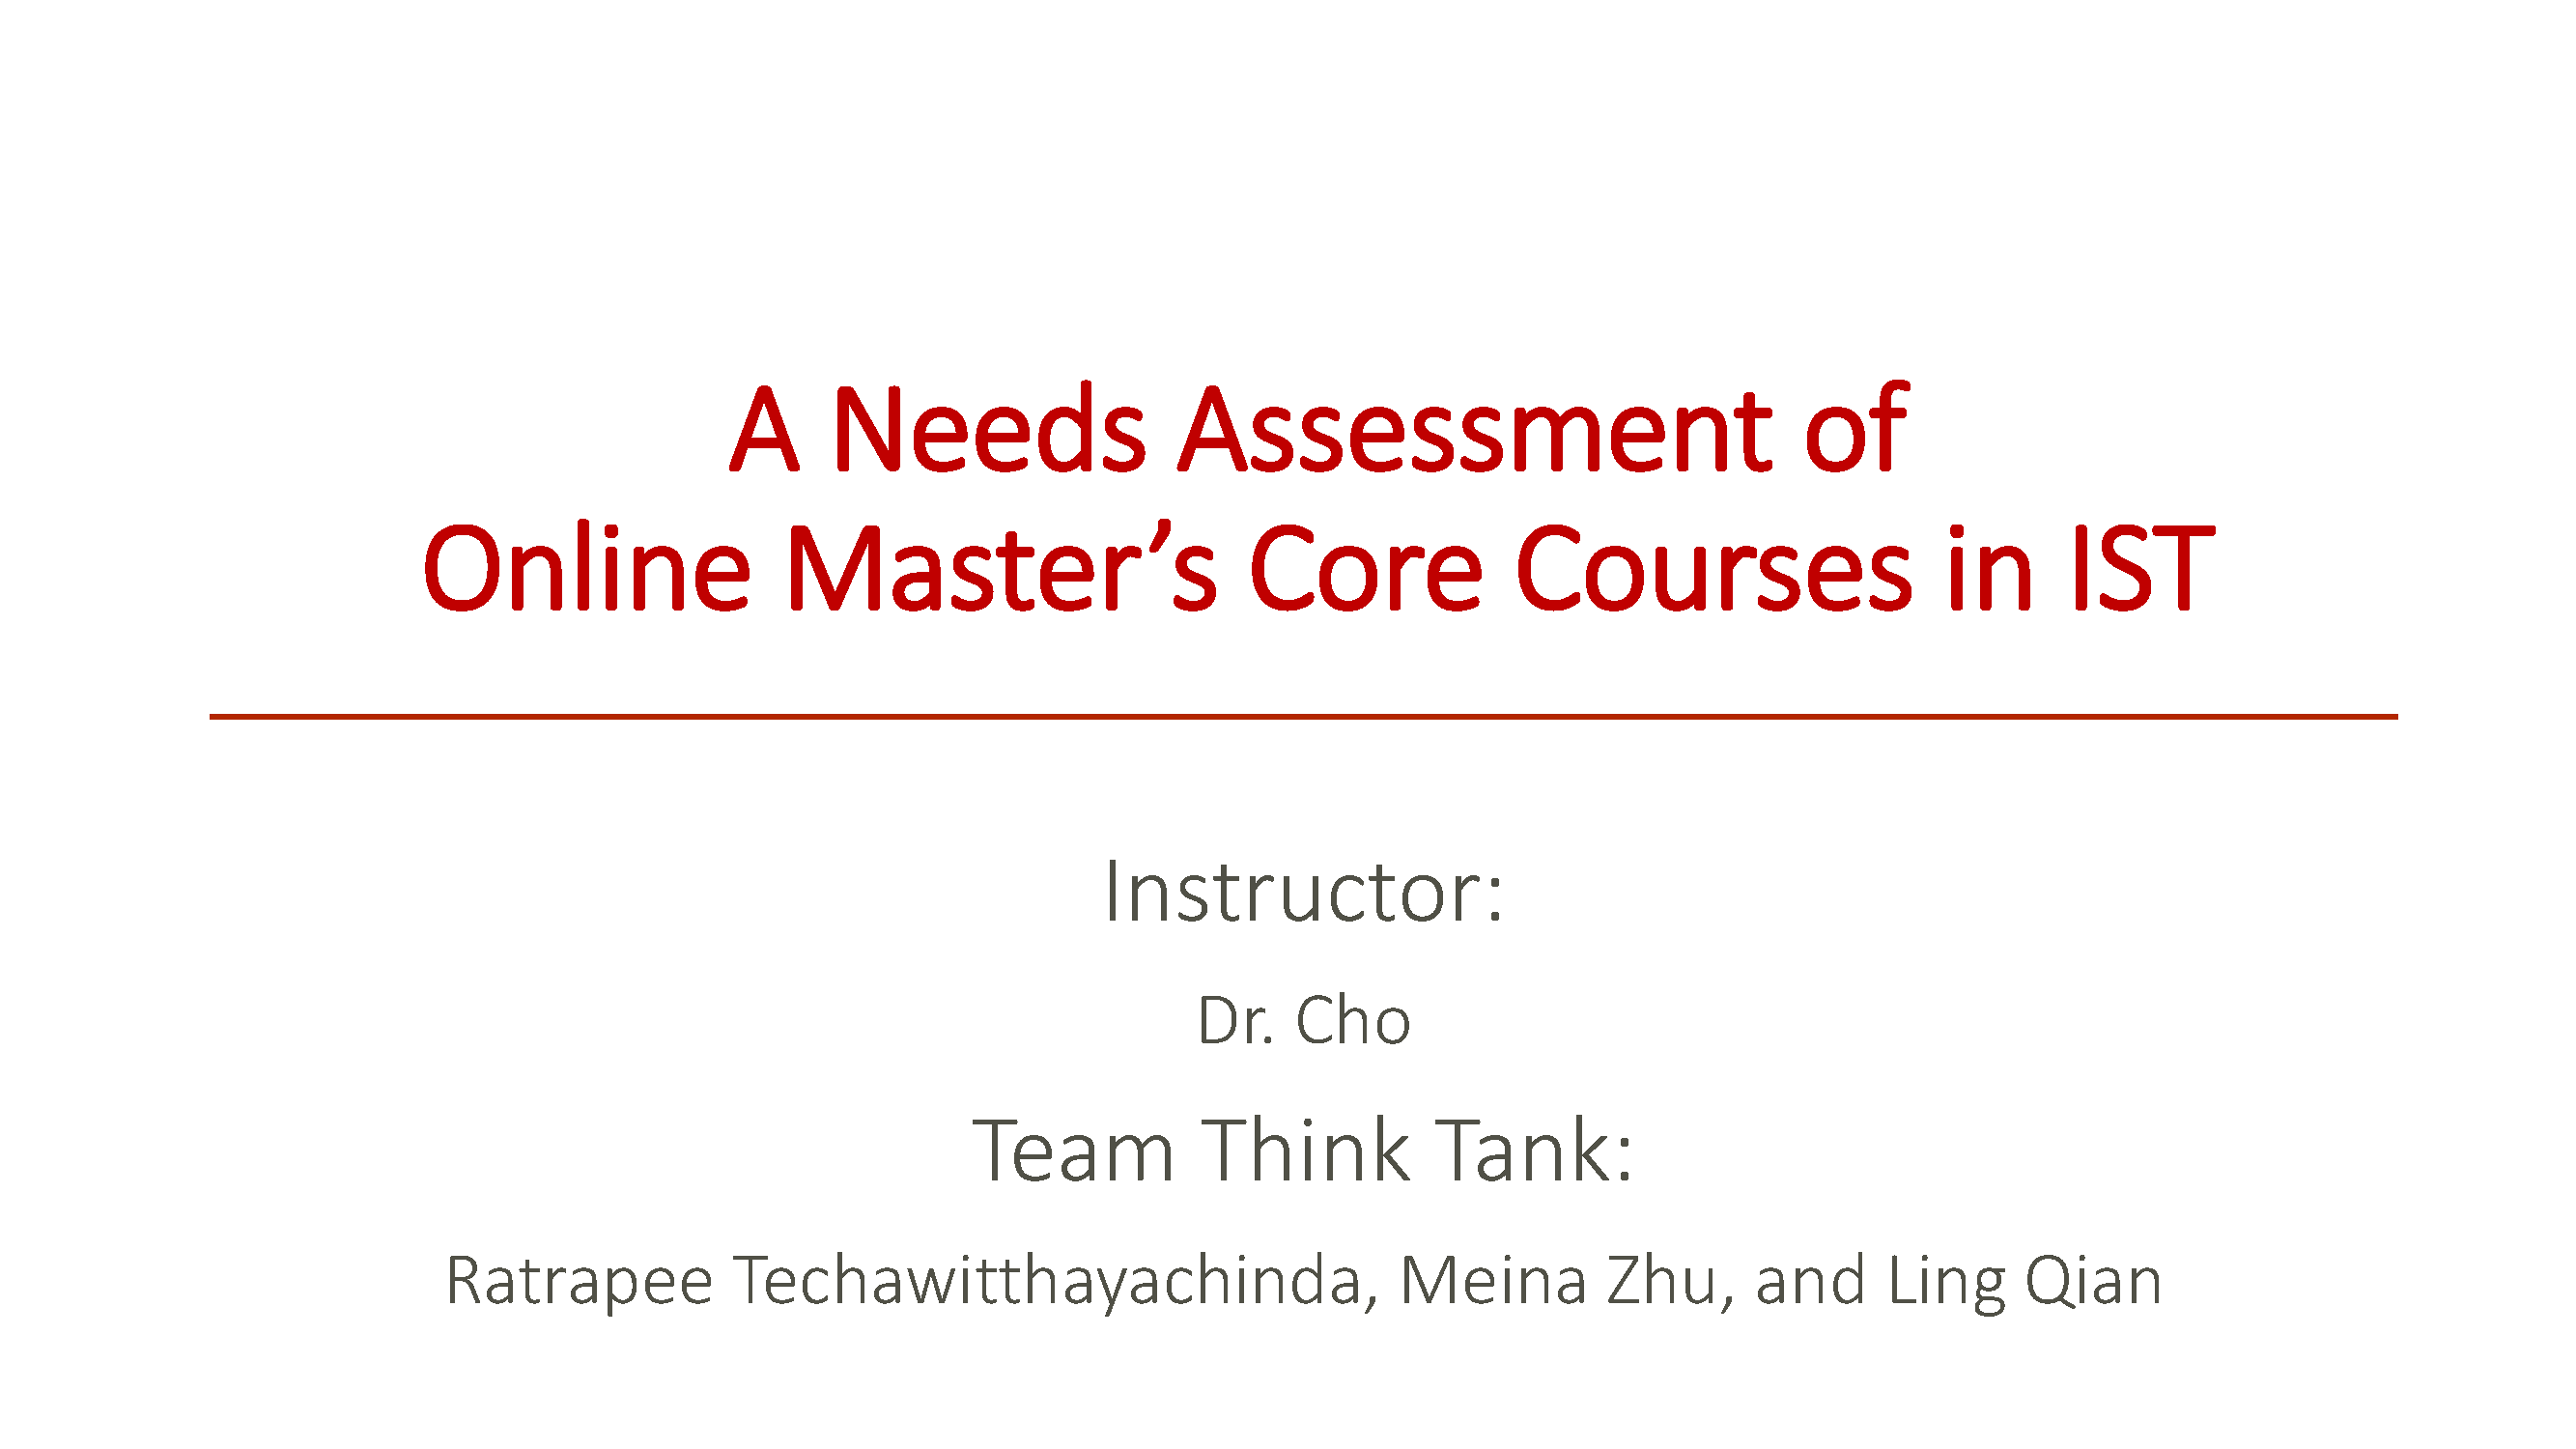 A Needs Assessment of
Online Master’s Core Courses in IST
Instructor:
Dr. Cho
Team Think Tank:
Ratrapee Techawitthayachinda, Meina Zhu, and Ling Qian